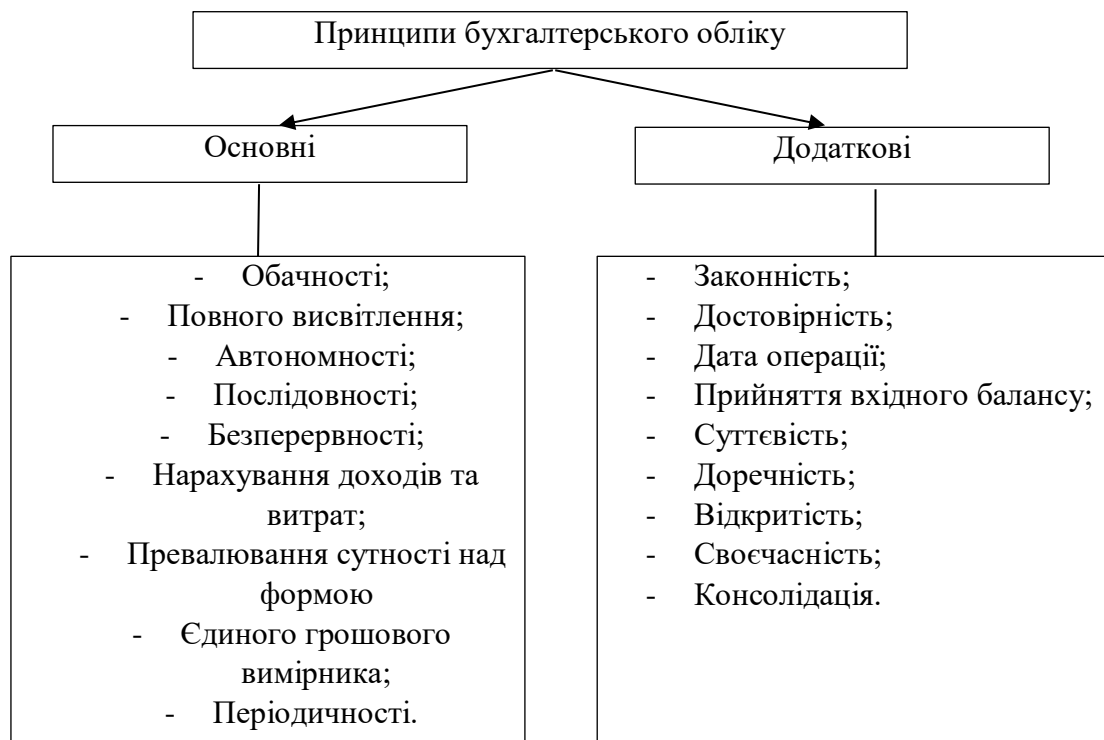 Принципи бухгалтерського обліку
Основні
Додаткові
- Обачності;
- Повного висвітлення;
- Автономності;
- Послідовності;
- Безперервності;
- Нарахування доходів та
витрат;
- Превалювання сутності над
формою
- Єдиного грошового
вимірника;
- Періодичності.
- Законність;
- Достовірність;
- Дата операції;
- Прийняття вхідного балансу;
- Суттєвість;
- Доречність;
- Відкритість;
- Своєчасність;
- Консолідація.